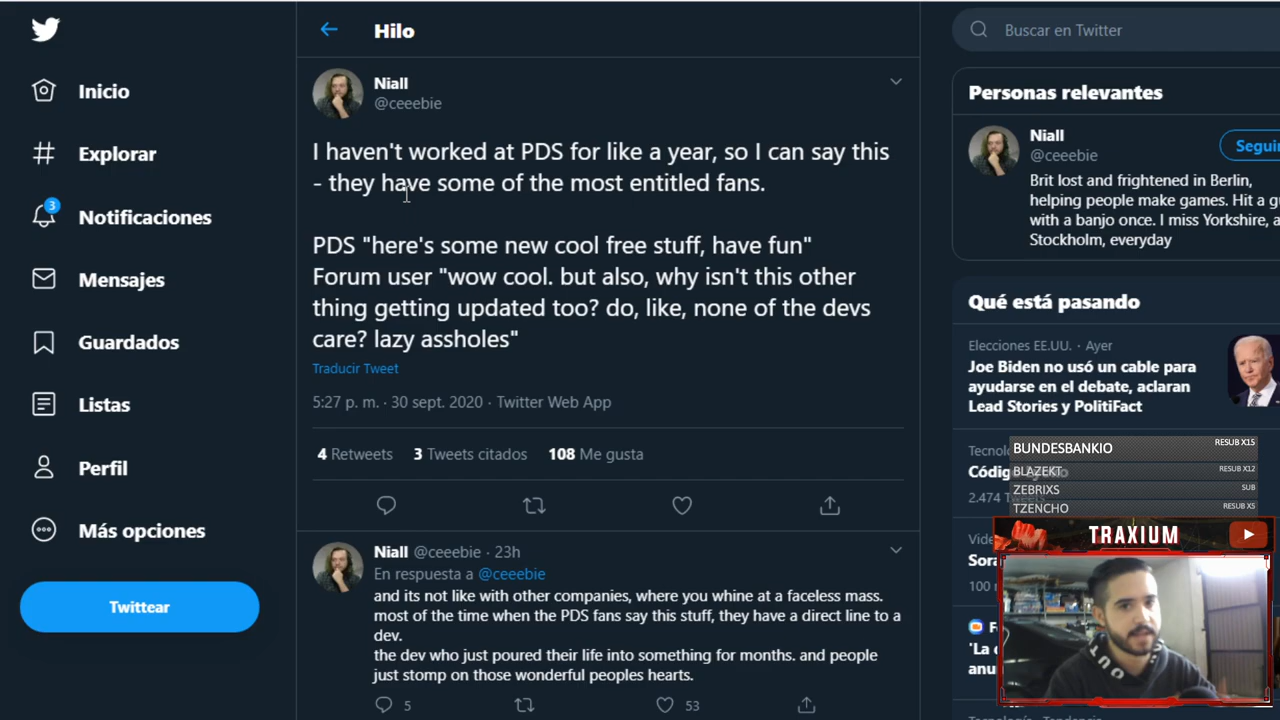 Hilo
Buscar en Twitter
Inicio
Explorar
3
Notificaciones
Mensajes
Guardados
Listas
Perfil
Más opciones
Twittear
Niall
@ceeebie
I haven't worked at PDS for like a year, so I can say this
- they have some of the most entitled fans.
PDS "here's some new cool free stuff, have fun"
Forum user "wow cool. but also, why isn't this other
thing getting updated too? do, like, none of the devs
care? lazy assholes"
Traducir Tweet
5:27 p. m. · 30 sept. 2020 · Twitter Web App
4 Retweets 3 Tweets citados 108 Me gusta
Niall @ceeebie · 23h
En respuesta a @ceeebie
and its not like with other companies, where you whine at a faceless mass.
most of the time when the PDS fans say this stuff, they have a direct line to a
dev.
the dev who just poured their life into something for months. and people
just stomp on those wonderful peoples hearts.
5 53
Personas relevantes
Niall
@ceeebie
Seguir
Brit lost and frightened in Berlin,
helping people make games. Hit a
with a banjo once. I miss Yorkshire, a
Stockholm, everyday
Qué está pasando
Elecciones EE.UU. · Ayer
Joe Biden no usó un cable para
ayudarse en el debate, aclaran
Lead Stories y PolitiFact
Tecnolo
Códig
2.474 T
BUNDESBANKIO RESUB X15
BLAZEKT RESUB X12
ZEBRIXS SUB
TZENCHO RESUB X5
TRAXIUM
Vide
Sora
100
'La
anu